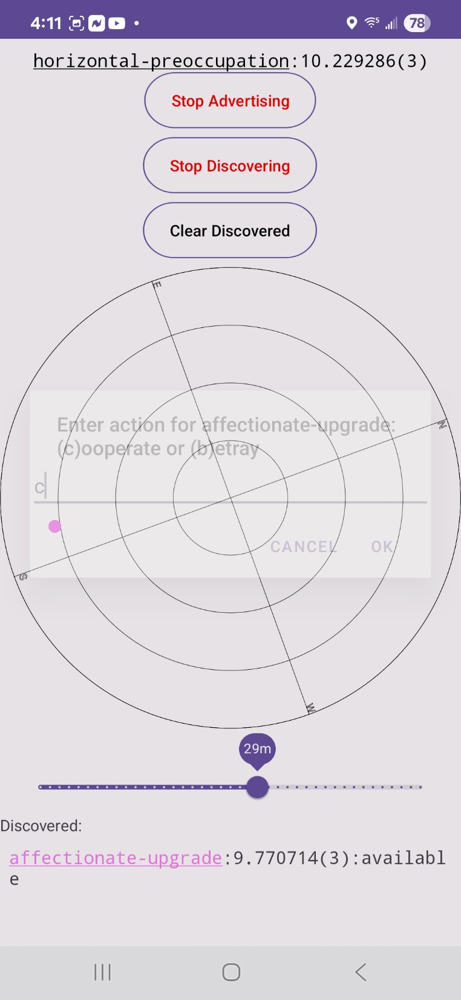 4:11
5
78
horizontal-preoccupation:10.229286(3)
Stop Advertising
Stop Discovering
Clear Discovered
E
N
Enter action for affectionate-upgrade:
(c)ooperate or (b)etray
c
CANCEL OK
S
W
29m
Discovered:
affectionate-upgrade:9.770714(3):availabl
e